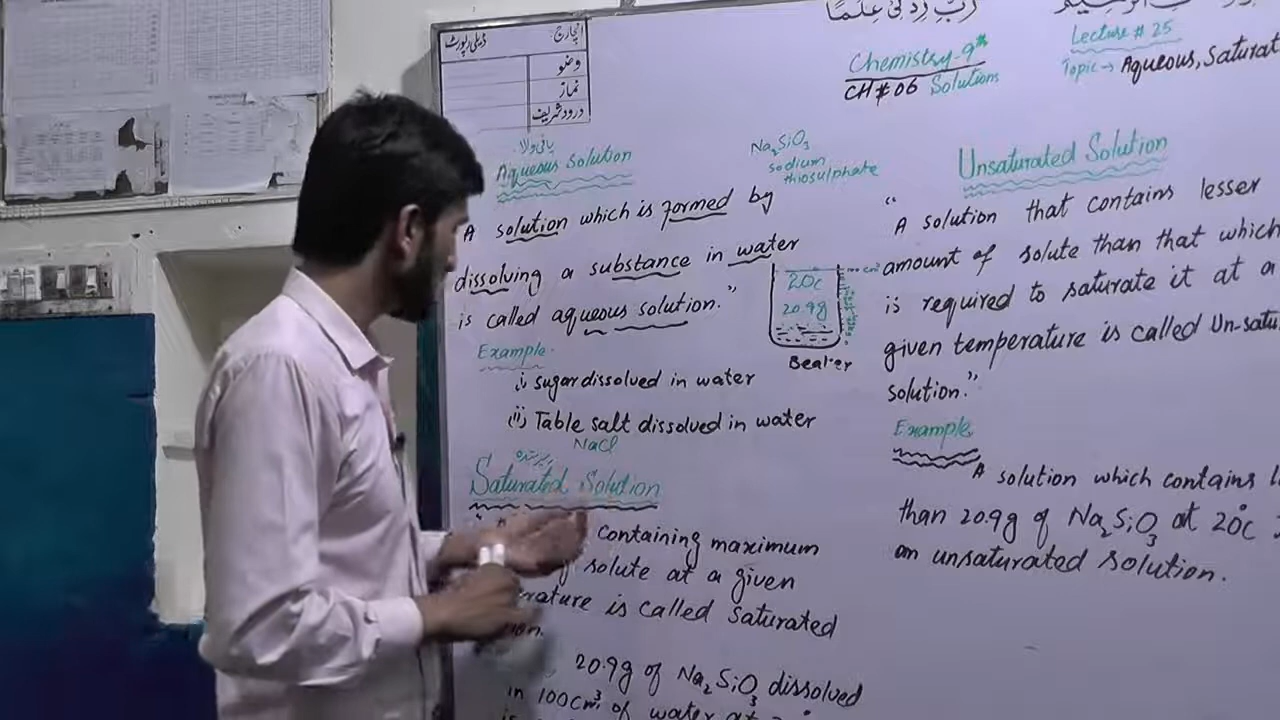 رَبِّ زِدْنِي عِلْمًا
انچارج: ڈیلی رپورٹ
وضو
نماز
درود شریف
Chemistry-9th
CH # 06 Solutions
Lecture # 25
Topic → Aqueous, Saturat
پانی والا
Aqueous Solution
A solution which is formed by
dissolving a substance in water
is called aqueous solution."
Example
i) sugar dissolved in water
ii) Table salt dissolved in water
NaCl
Na2SiO3
sodium
thiosulphate
20c
20.9g
Beaker
سیر شدہ
Saturated Solution
containing maximum
solute at a given
rature is called Saturated
ion.
20.9g of Na2SiO3 dissolved
in 100cm3 of water at
Unsaturated Solution
"A solution that contains lesser
amount of solute than that which
is required to saturate it at a
given temperature is called Un-satu
solution."
Example
A solution which contains l
than 20.9g of Na2SiO3 at 20°c
an unsaturated solution.